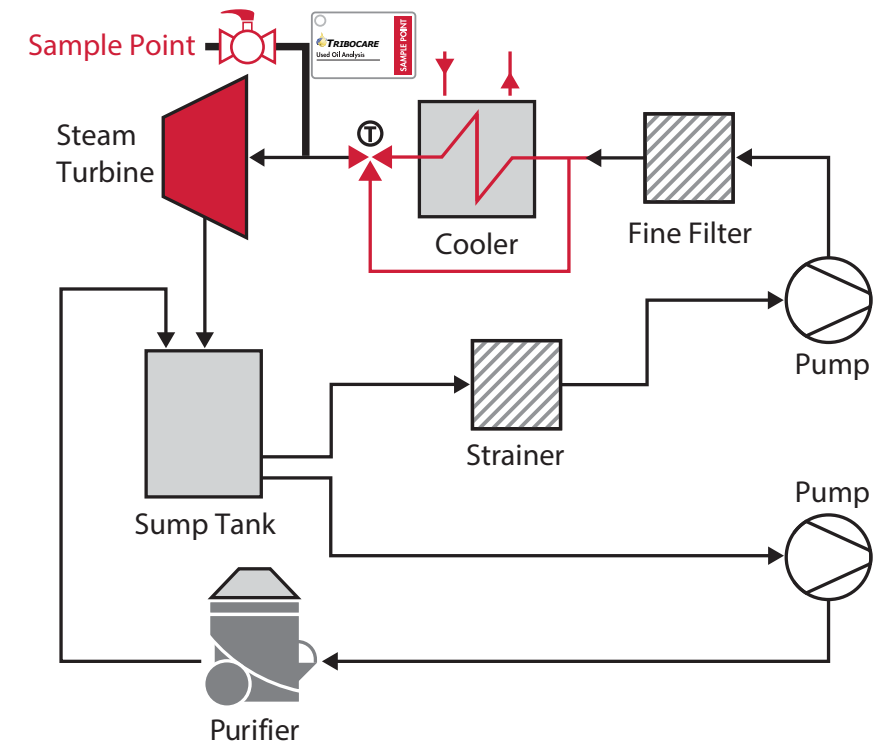 Sample Point
TRIBOCARE
Used Oil Analysis
SAMPLE POINT
Steam
Turbine
T
Cooler
Fine Filter
Pump
Strainer
Sump Tank
Pump
Purifier